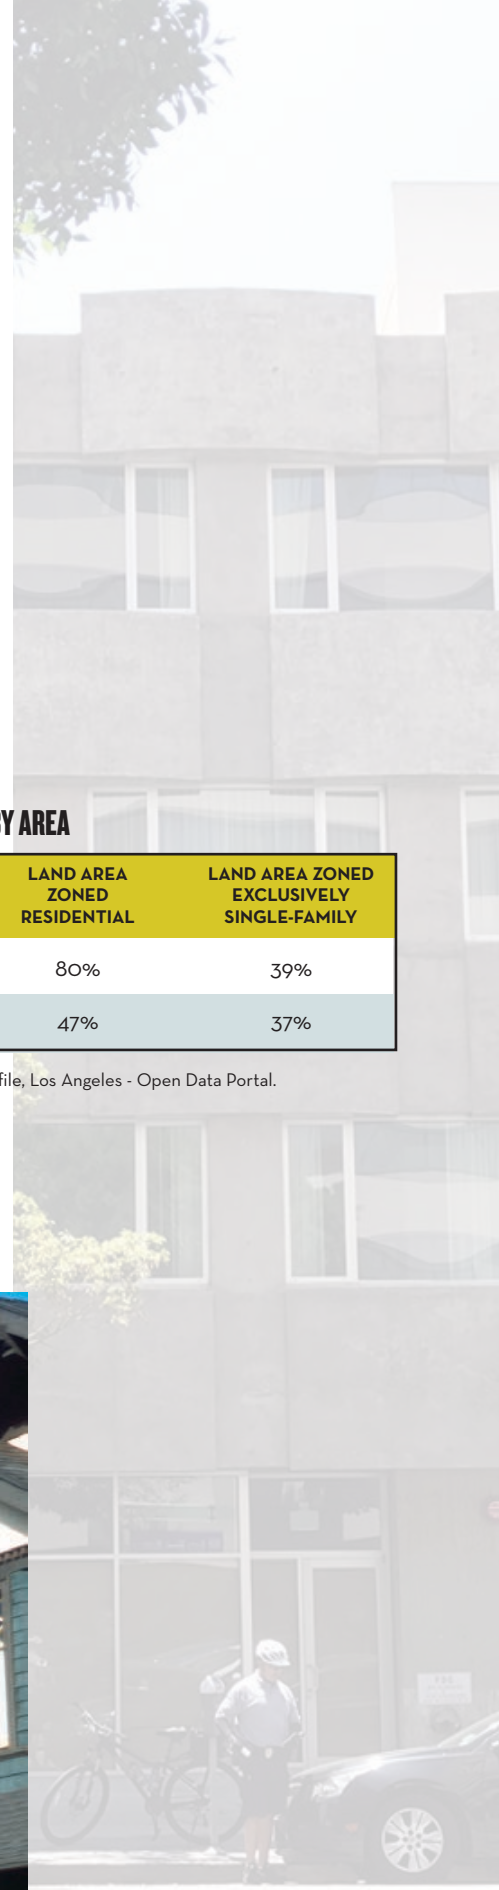 Y AREA
LAND AREA
ZONED
RESIDENTIAL
LAND AREA ZONED
EXCLUSIVELY
SINGLE-FAMILY
80% 39%
47% 37%
file, Los Angeles - Open Data Portal.